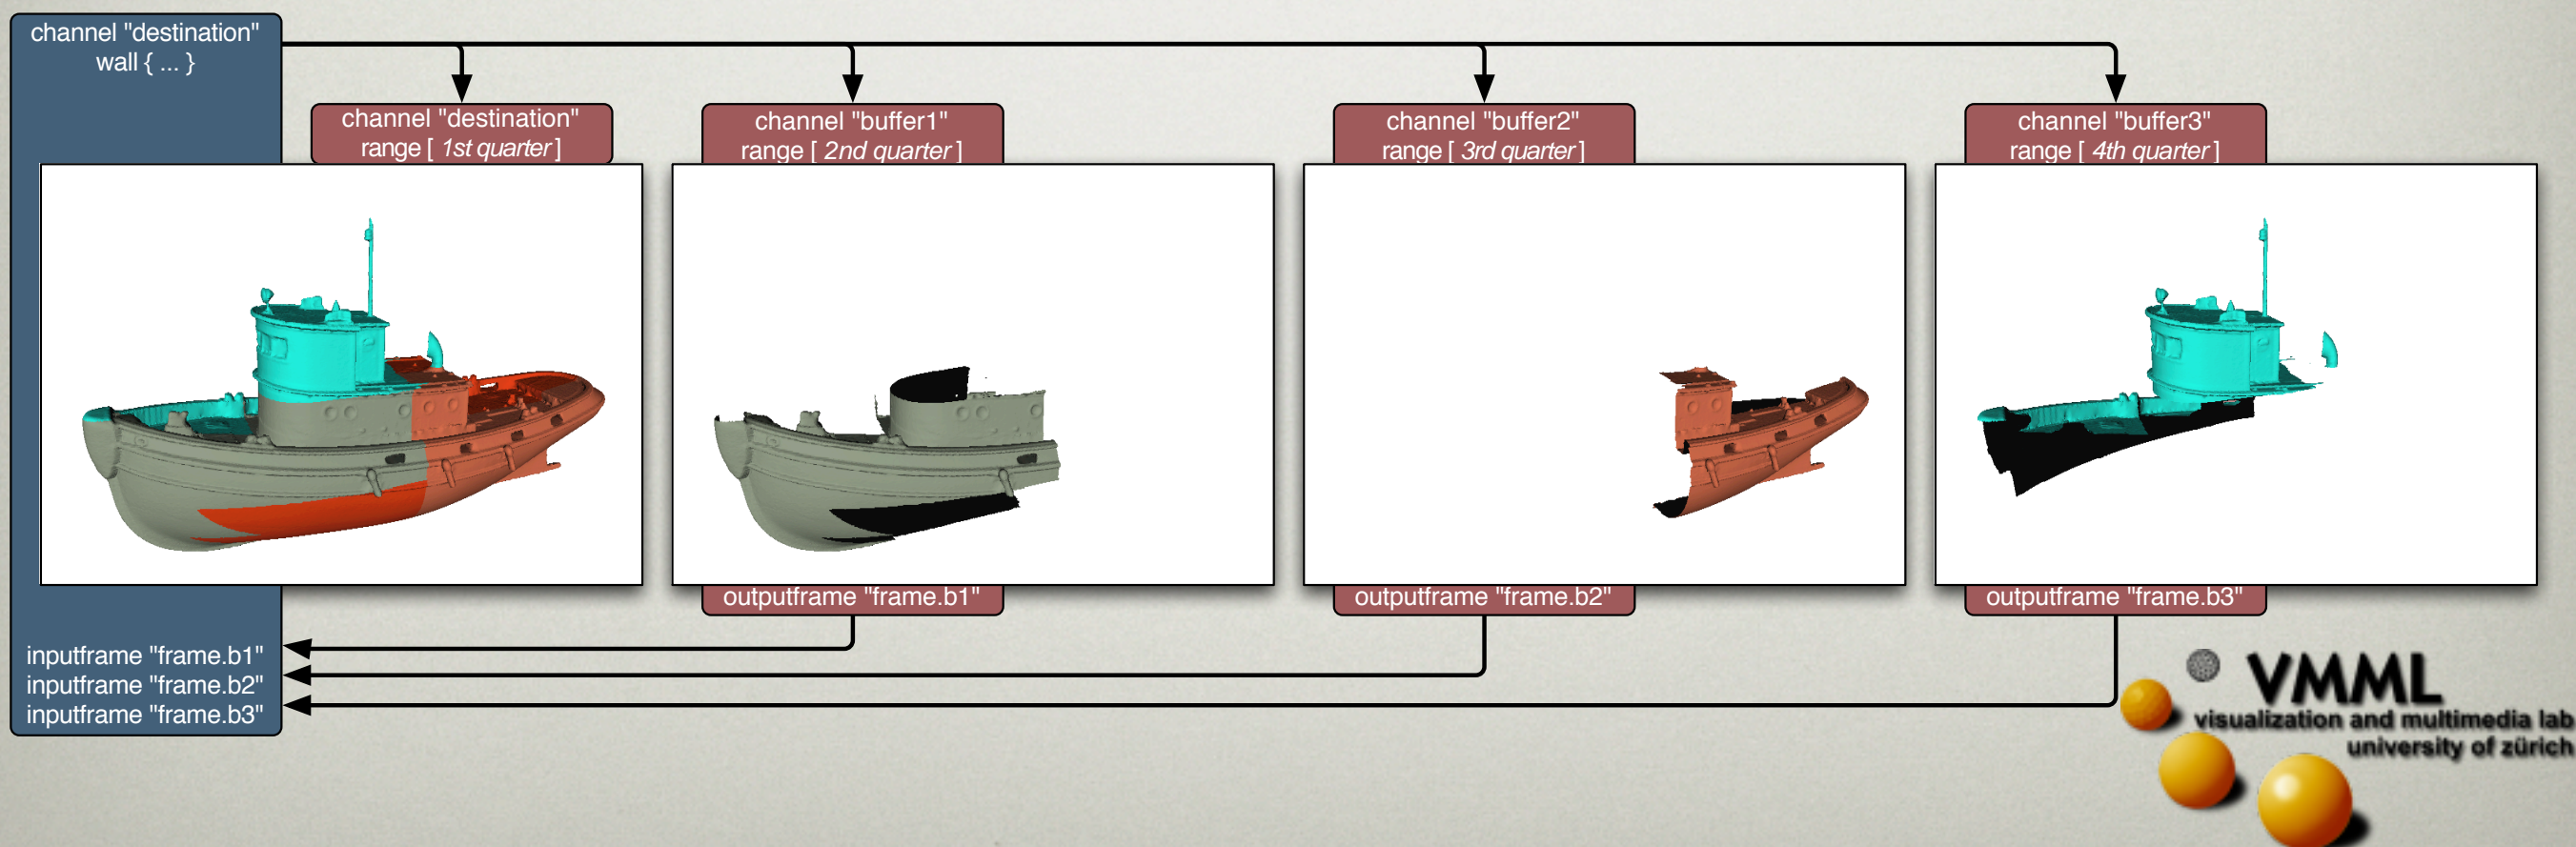 channel "destination"
wall { ... }
channel "destination"
range [ 1st quarter ]
channel "buffer1"
range [ 2nd quarter ]
channel "buffer2"
range [ 3rd quarter ]
channel "buffer3"
range [ 4th quarter ]
outputframe "frame.b1"
outputframe "frame.b2"
outputframe "frame.b3"
inputframe "frame.b1"
inputframe "frame.b2"
inputframe "frame.b3"
VMML
visualization and multimedia lab
university of zürich